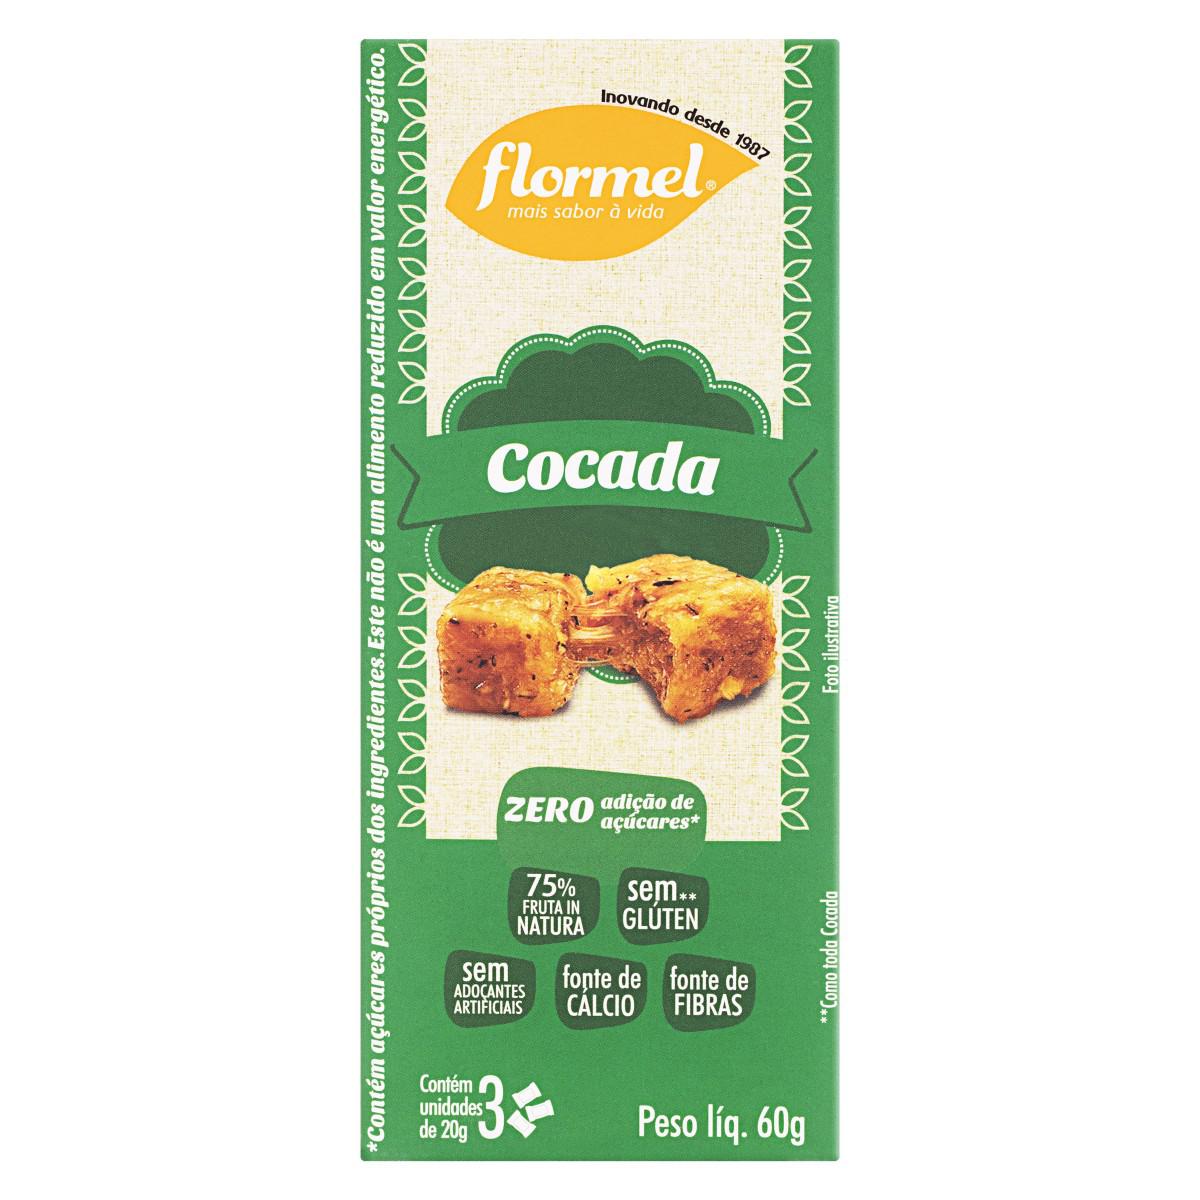 Inovando desde 1987
flormel®
mais sabor à vida
Cocada
ZERO adição de
açúcares*
75%
FRUTA IN
NATURA
sem**
GLÚTEN
sem
ADOÇANTES
ARTIFICIAIS
fonte de
CÁLCIO
fonte de
FIBRAS
Contém
unidades 3
de 20g
Peso líq. 60g
*Contém açúcares próprios dos ingredientes.Este não é um alimento reduzido em valor energético.
Foto ilustrativa
**Como toda Cocada